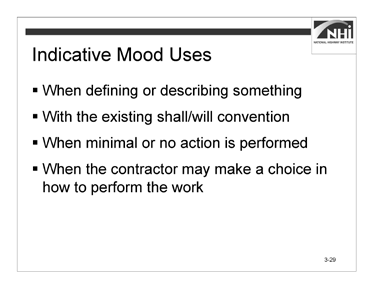 NHI
NATIONAL HIGHWAY INSTITUTE
Indicative Mood Uses
▪ When defining or describing something
▪ With the existing shall/will convention
▪ When minimal or no action is performed
▪ When the contractor may make a choice in
how to perform the work
3-29